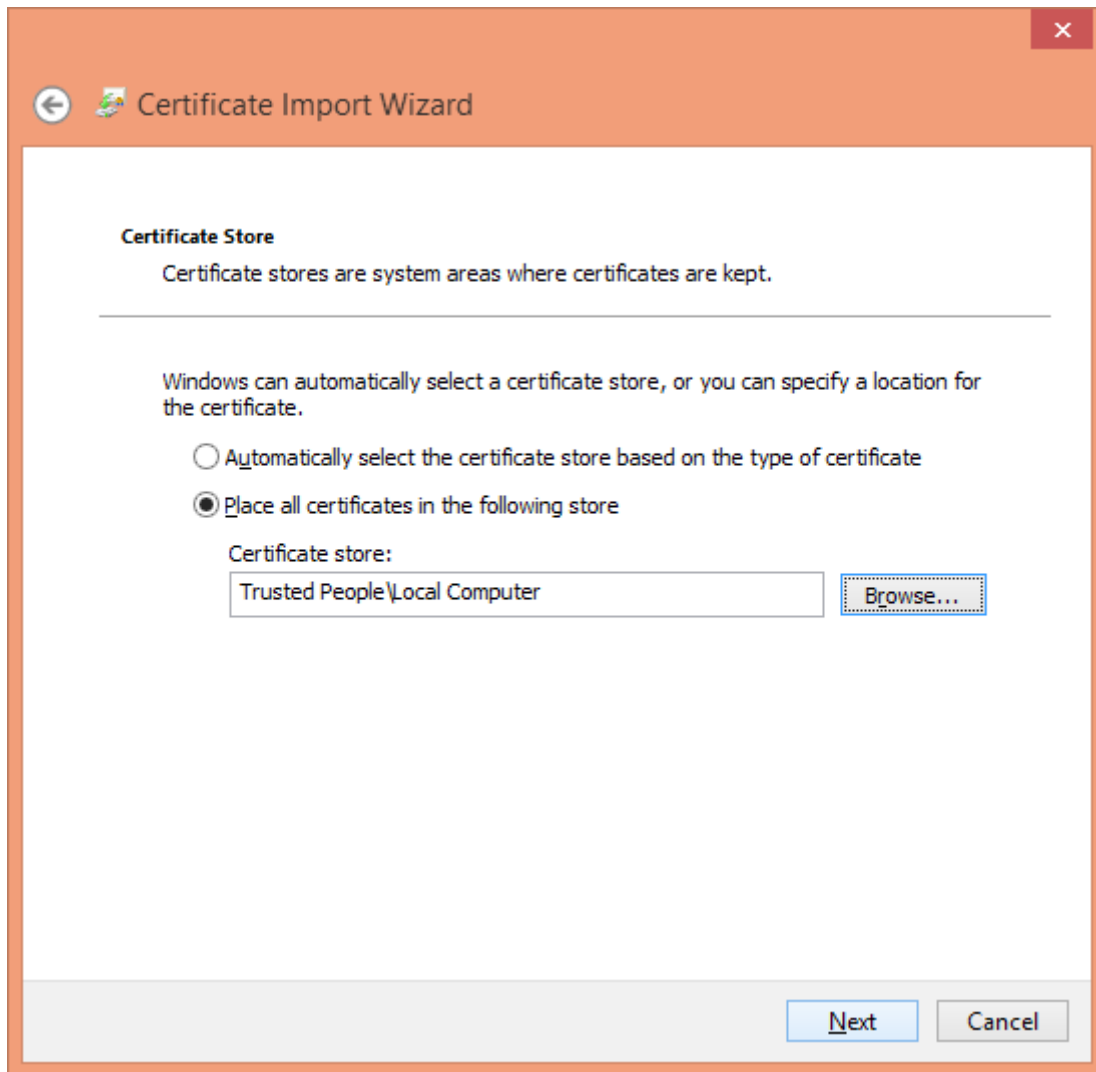 Certificate Import Wizard
Certificate Store
Certificate stores are system areas where certificates are kept.
Windows can automatically select a certificate store, or you can specify a location for
the certificate.
Automatically select the certificate store based on the type of certificate
Place all certificates in the following store
Certificate store:
Trusted People\Local Computer
Browse...
Next
Cancel